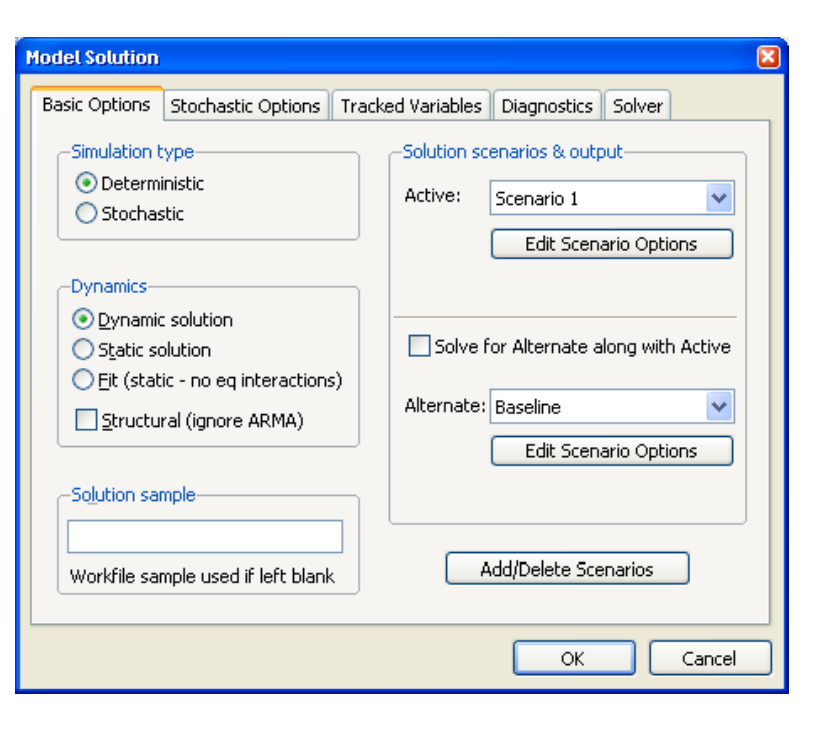 Model Solution
Basic Options Stochastic Options Tracked Variables Diagnostics Solver
Simulation type
Deterministic
Stochastic
Dynamics
Dynamic solution
Static solution
Fit (static - no eq interactions)
Structural (ignore ARMA)
Solution sample
Workfile sample used if left blank
Solution scenarios & output
Active: Scenario 1
Edit Scenario Options
Solve for Alternate along with Active
Alternate: Baseline
Edit Scenario Options
Add/Delete Scenarios
OK Cancel